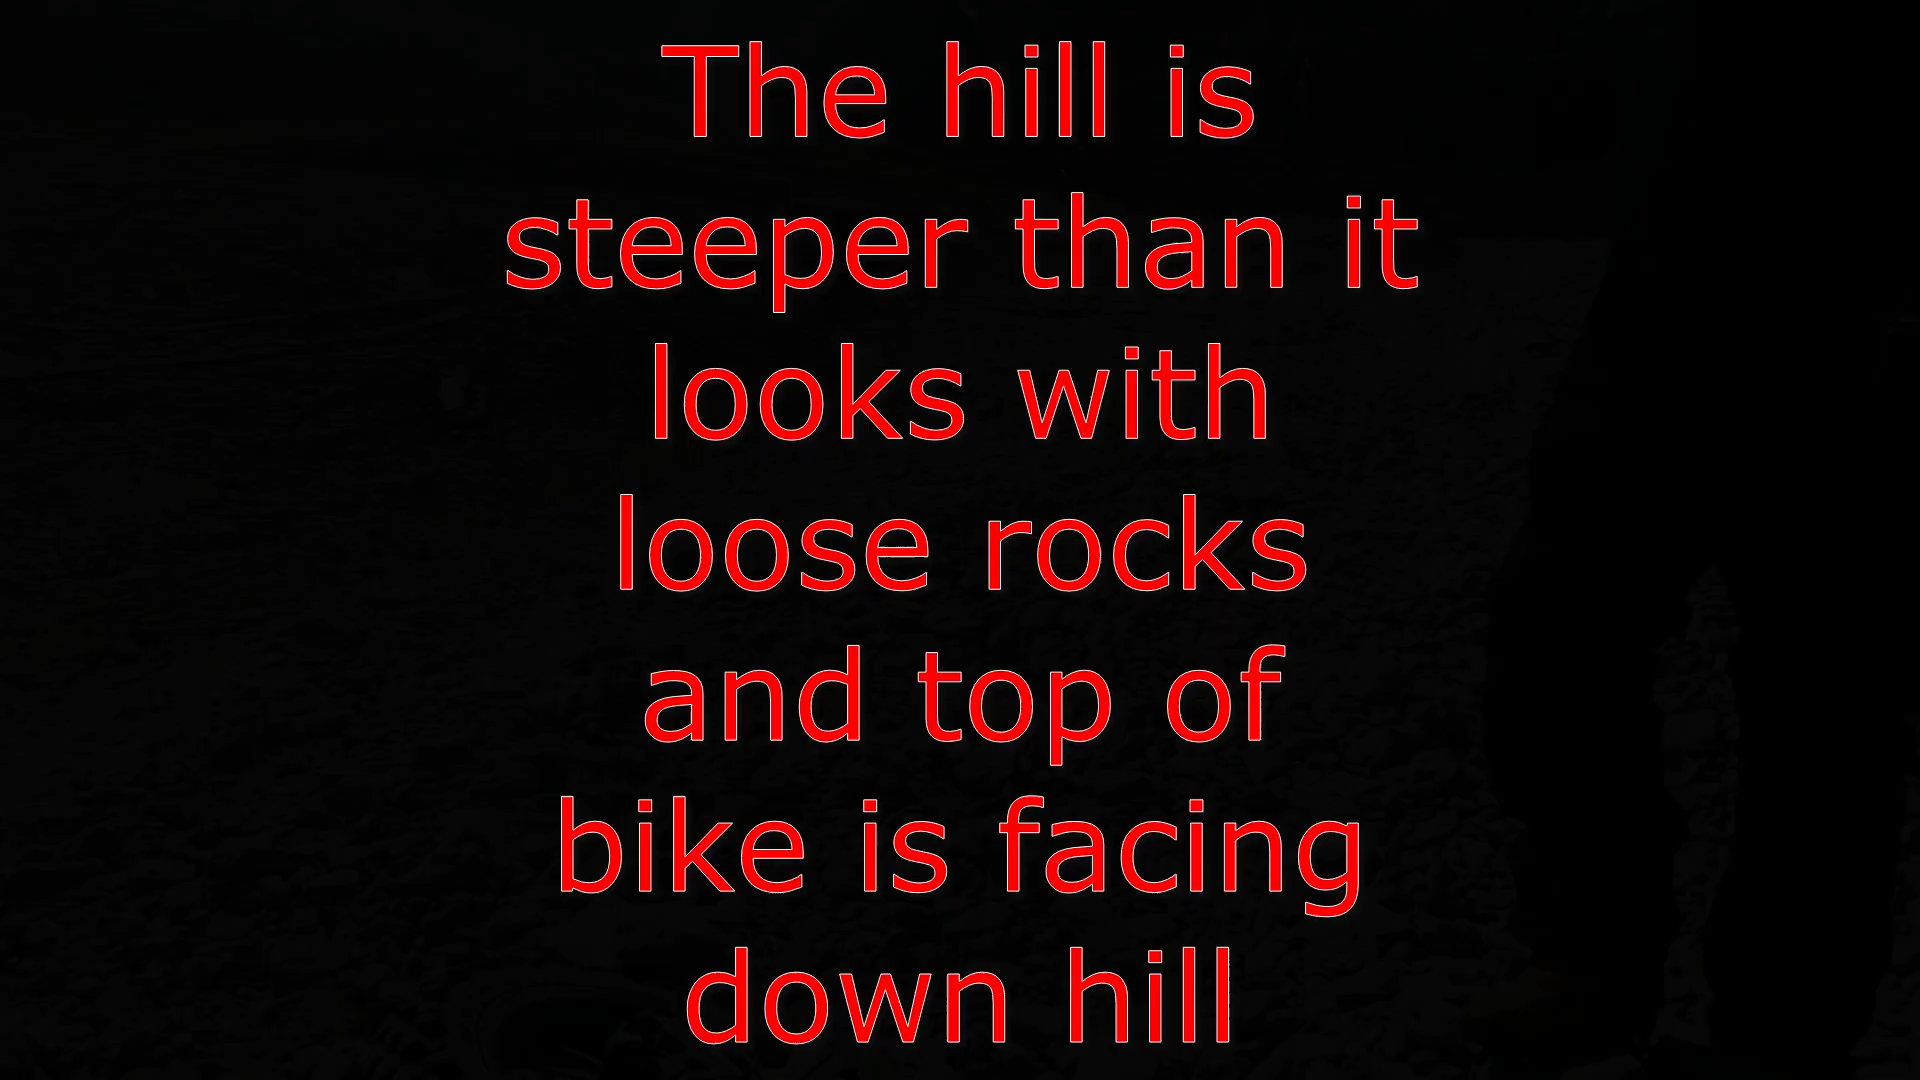 The hill is
steeper than it
looks with
loose rocks
and top of
bike is facing
down hill